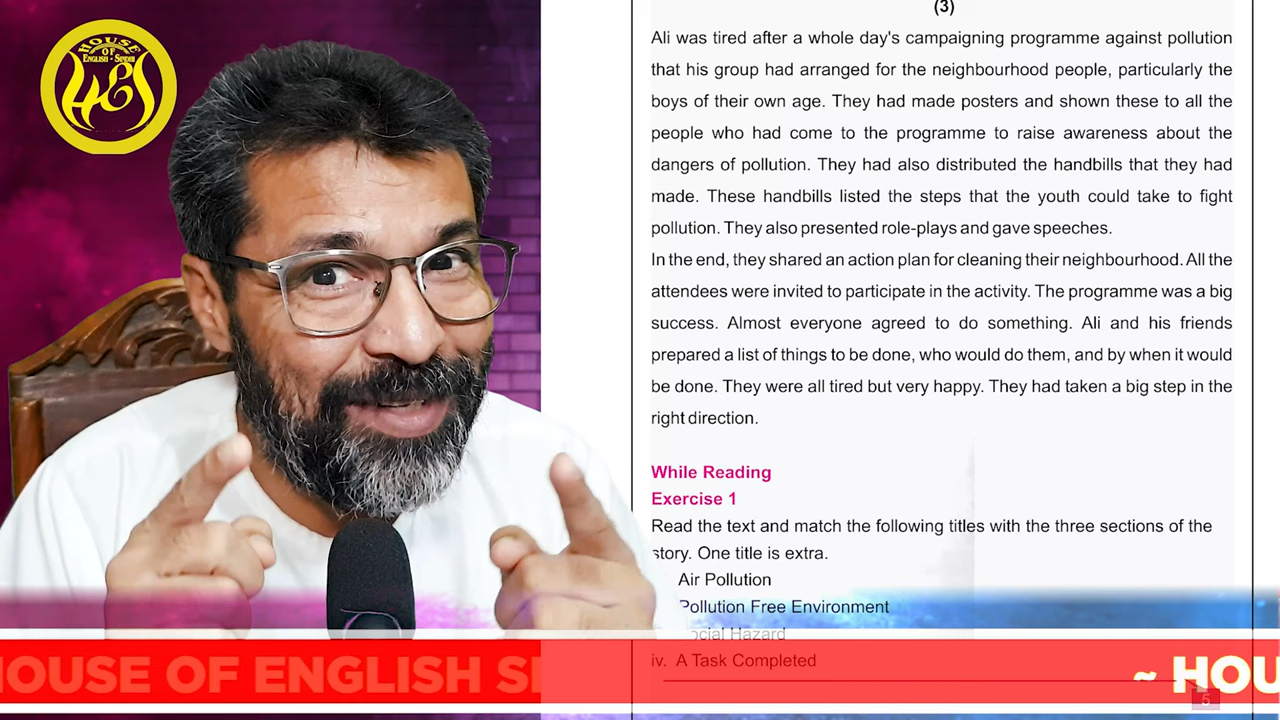 HOUSE
OF
ENGLISH - SINDH
HES
(3)
Ali was tired after a whole day's campaigning programme against pollution
that his group had arranged for the neighbourhood people, particularly the
boys of their own age. They had made posters and shown these to all the
people who had come to the programme to raise awareness about the
dangers of pollution. They had also distributed the handbills that they had
made. These handbills listed the steps that the youth could take to fight
pollution. They also presented role-plays and gave speeches.
In the end, they shared an action plan for cleaning their neighbourhood. All the
attendees were invited to participate in the activity. The programme was a big
success. Almost everyone agreed to do something. Ali and his friends
prepared a list of things to be done, who would do them, and by when it would
be done. They were all tired but very happy. They had taken a big step in the
right direction.
While Reading
Exercise 1
Read the text and match the following titles with the three sections of the
story. One title is extra.
Air Pollution
Pollution Free Environment
ocial Hazard
iv. A Task Completed
HOUSE OF ENGLISH SI
~ HOU
5